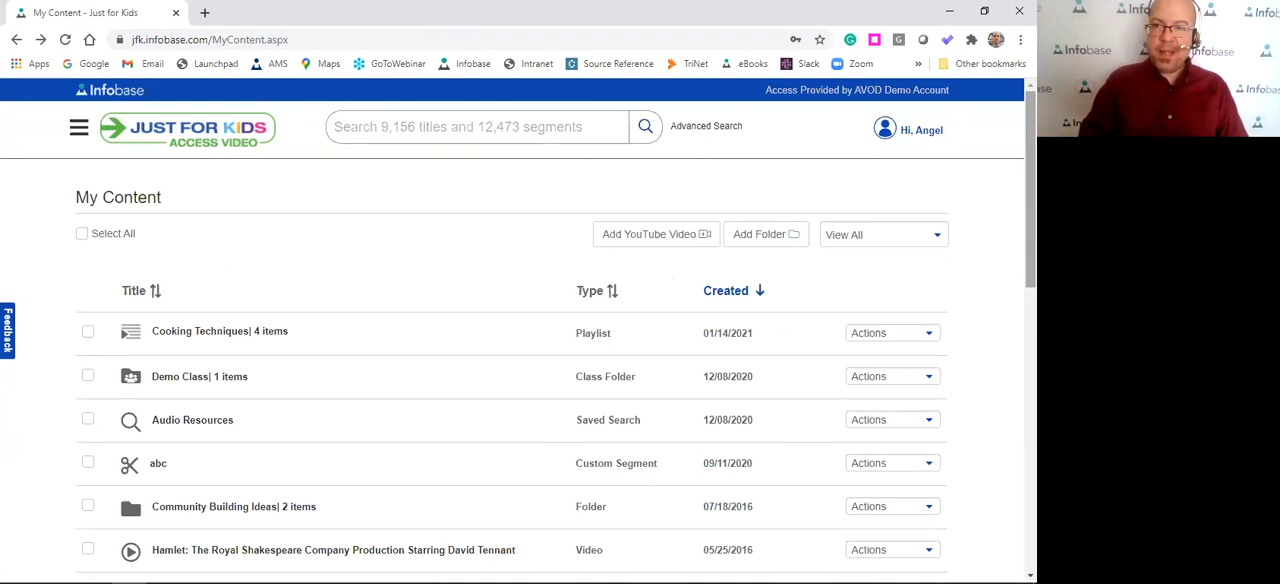 My Content - Just for Kids
jfk.infobase.com/MyContent.aspx
Apps
Google
Email
Launchpad
AMS
Maps
GoToWebinar
Infobase
Intranet
Source Reference
TriNet
eBooks
Slack
Zoom
»
Other bookmarks
Infobase
Access Provided by AVOD Demo Account
JUST FOR KIDS
ACCESS VIDEO
Search 9,156 titles and 12,473 segments
Advanced Search
Hi, Angel
My Content
Select All
Add YouTube Video
Add Folder
View All
Title
Type
Created
Cooking Techniques| 4 items
Playlist
01/14/2021
Actions
Demo Class| 1 items
Class Folder
12/08/2020
Actions
Audio Resources
Saved Search
12/08/2020
Actions
abc
Custom Segment
09/11/2020
Actions
Community Building Ideas| 2 items
Folder
07/18/2016
Actions
Hamlet: The Royal Shakespeare Company Production Starring David Tennant
Video
05/25/2016
Actions
Feedback
Infobase